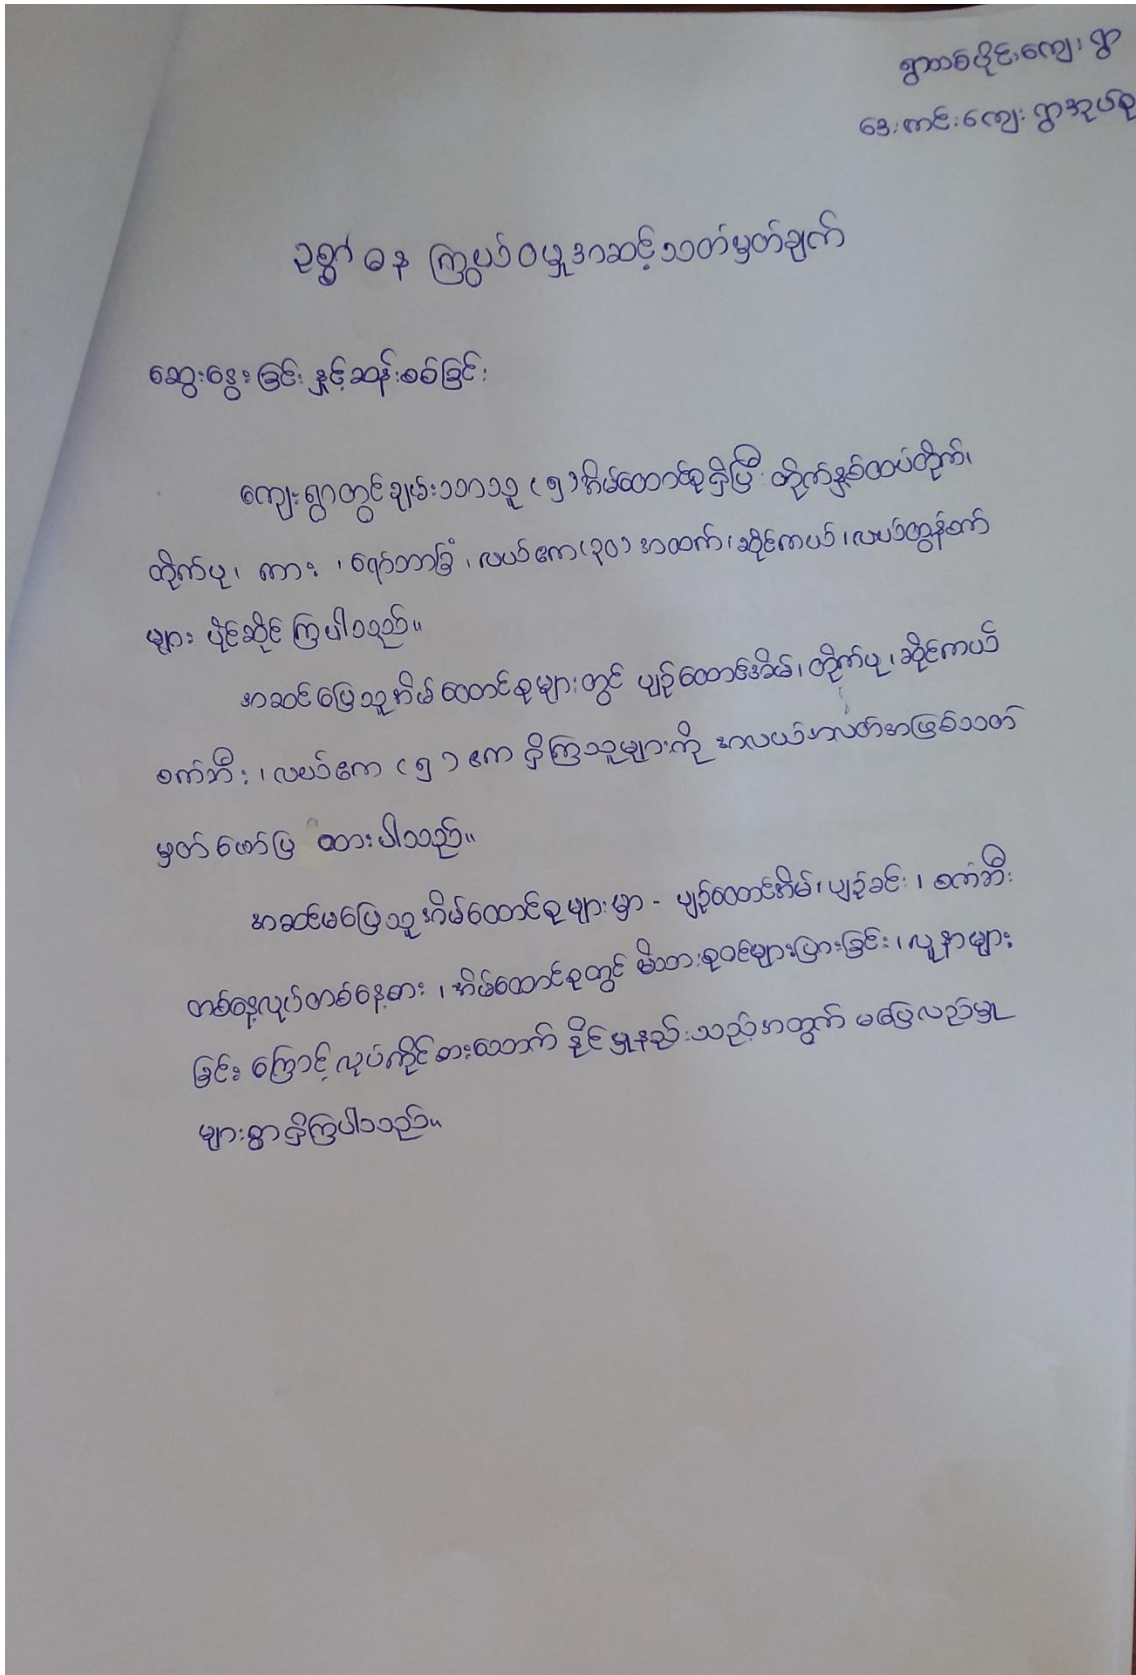 ရွာတစ်ပိုင်းကျေးရွာ
ဒေးကင်းကျေးရွာအုပ်စု
ဥစ္စာဓန ကြွယ်ဝမှုအဆင့်သတ်မှတ်ချက်
ဆွေးနွေးခြင်းနှင့်ဆန်းစစ်ခြင်း
ကျေးရွာတွင်ချမ်းသာသူ (၅)အိမ်ထောင်စုရှိပြီး တိုက်နှစ်ထပ်တိုက်၊
တိုက်ပု၊ ကား ၊ ရော်ဘာခြံ ၊ လယ်ဧက(၃၀) အထက်၊ ဆိုင်ကယ်၊ လယ်ထွန်စက်
များ ပိုင်ဆိုင်ကြပါသည်။
အဆင်ပြေသူအိမ်ထောင်စုများတွင် ပျဉ်ထောင်အိမ်၊ တိုက်ပု၊ ဆိုင်ကယ်
စက်ဘီး ၊ လယ်ဧက (၅) ဧက ရှိကြသူများကို အလယ်အလတ်အဖြစ်သတ်
မှတ်ဖော်ပြ ထားပါသည်။
အဆင်မပြေသူအိမ်ထောင်စုများမှာ - ပျဉ်ထောင်အိမ်၊ ပျဉ်ခင်း ၊ စက်ဘီး
တစ်နေ့လုပ်တစ်နေ့စား ၊ အိမ်ထောင်စုတွင် မိသားစုဝင်များပြားခြင်း ၊ လူနာများ
ခြင်း ကြောင့် လုပ်ကိုင်စားသောက် နိုင်မှုနည်းသည့်အတွက် မပြေလည်မှု
များစွာရှိကြပါသည်။